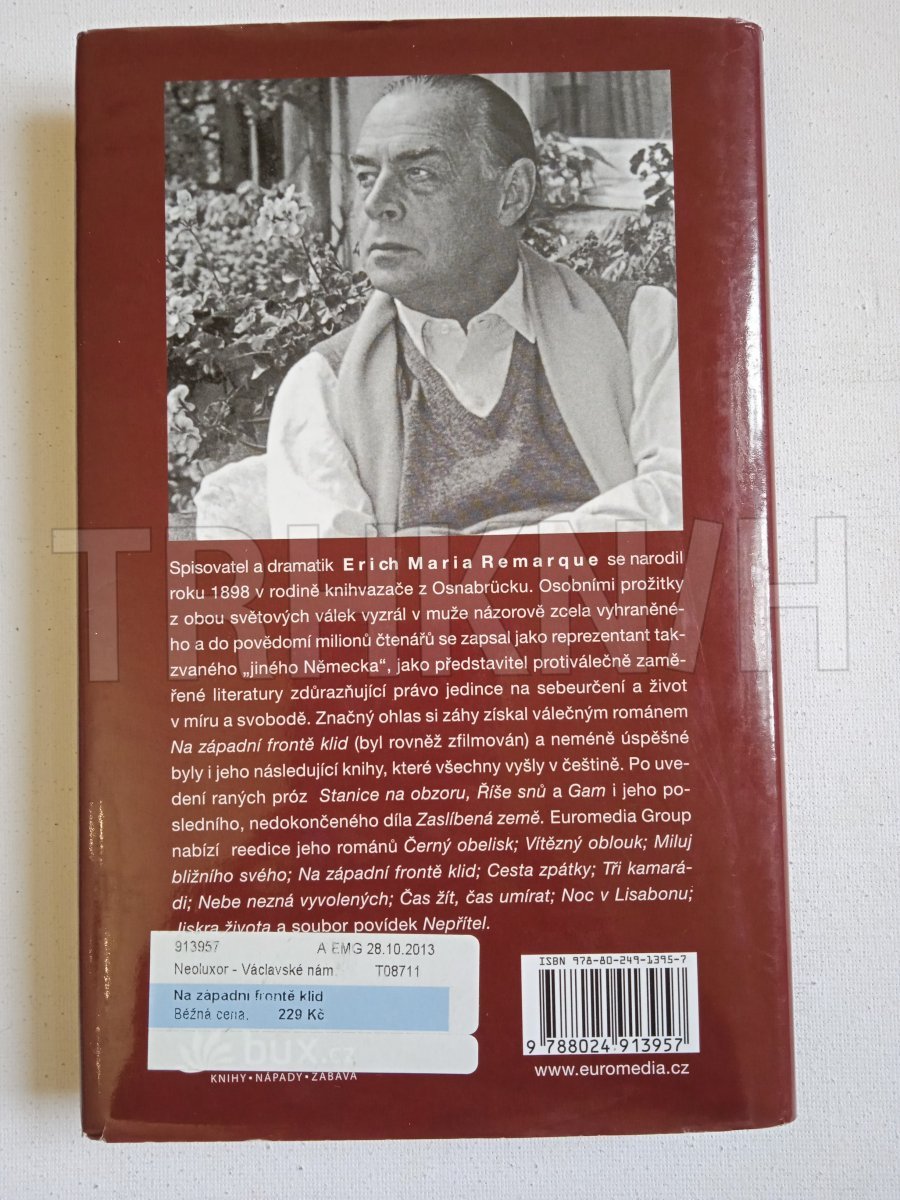 Spisovatel a dramatik Erich Maria Remarque se narodil
roku 1898 v rodině knihvazače z Osnabrücku. Osobními prožitky
z obou světových válek vyzrál v muže názorově zcela vyhraněné-
ho a do povědomí milionů čtenářů se zapsal jako reprezentant tak-
zvaného „jiného Německa“, jako představitel protiválečně zamě-
řené literatury zdůrazňující právo jedince na sebeurčení a život
v míru a svobodě. Značný ohlas si záhy získal válečným románem
Na západní frontě klid (byl rovněž zfilmován) a neméně úspěšné
byly i jeho následující knihy, které všechny vyšly v češtině. Po uve-
dení raných próz Stanice na obzoru, Říše snů a Gam i jeho po-
sledního, nedokončeného díla Zaslíbená země. Euromedia Group
nabízí reedice jeho románů Černý obelisk; Vítězný oblouk; Miluj
bližního svého; Na západní frontě klid; Cesta zpátky; Tři kamará-
di; Nebe nezná vyvolených; Čas žít, čas umírat; Noc v Lisabonu;
Jiskra života a soubor povídek Nepřítel.
913957 A EMG 28.10.2013
Neoluxor - Václavské nám. T08711
Na západní frontě klid
Běžná cena: 229 Kč
bux.cz
KNIHY•NÁPADY•ZÁBAVA
ISBN 978-80-249-1395-7
9 788024 913957
www.euromedia.cz